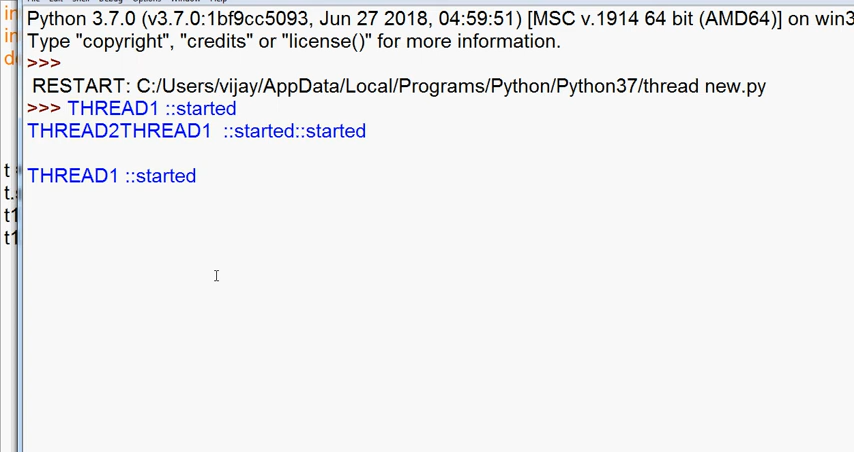 Python 3.7.0 (v3.7.0:1bf9cc5093, Jun 27 2018, 04:59:51) [MSC v.1914 64 bit (AMD64)] on win3
Type "copyright", "credits" or "license()" for more information.
>>>
RESTART: C:/Users/vijay/AppData/Local/Programs/Python/Python37/thread new.py
>>> THREAD1 ::started
THREAD2THREAD1  ::started::started
t
THREAD1 ::started
t.
t1
t1